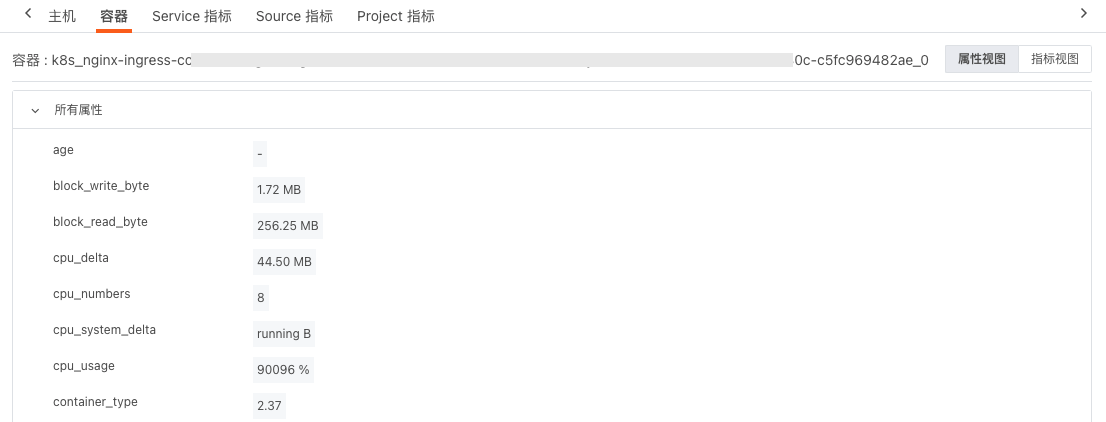 主机 容器 Service 指标 Source 指标 Project 指标
容器 : k8s_nginx-ingress-cc 0c-c5fc969482ae_0 属性视图 指标视图
所有属性
age -
block_write_byte 1.72 MB
block_read_byte 256.25 MB
cpu_delta 44.50 MB
cpu_numbers 8
cpu_system_delta running B
cpu_usage 90096 %
container_type 2.37